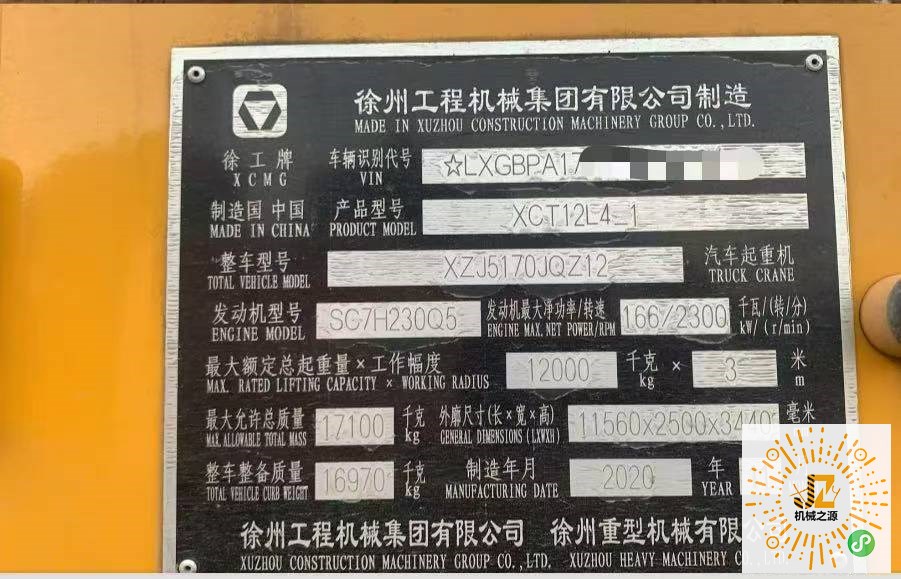 徐州工程机械集团有限公司制造
MADE IN XUZHOU CONSTRUCTION MACHINERY GROUP CO.,LTD.
徐工牌
XCMG
车辆识别代号
VIN
☆LXGBPA17
制造国 中国
MADE IN CHINA
产品型号
PRODUCT MODEL
XCT12L4_1
整车型号
TOTAL VEHICLE MODEL
XZJ5170JQZ12
汽车起重机
TRUCK CRANE
发动机型号
ENGINE MODEL
SC7H230Q5
发动机最大净功率/转速
ENGINE MAX.NET POWER/RPM
166/2300
千瓦/(转/分)
kW/(r/min)
最大额定总起重量×工作幅度
MAX. RATED LIFTING CAPACITY × WORKING RADIUS
12000
千克
kg
×
3
米
m
最大允许总质量
MAX. ALLOWABLE TOTAL MASS
17100
千克
kg
外廓尺寸(长×宽×高)
GENERAL DIMENSIONS (LXWXH)
11560x2500x3440
毫米
整车整备质量
TOTAL VEHICLE CURB WEIGHT
16970
千克
kg
制造年月
MANUFACTURING DATE
2020
年
YEAR
徐州工程机械集团有限公司 徐州重型机械有限
XUZHOU CONSTRUCTION MACHINERY GROUP CO.,LTD. XUZHOU HEAVY MACHINERY
机械之源